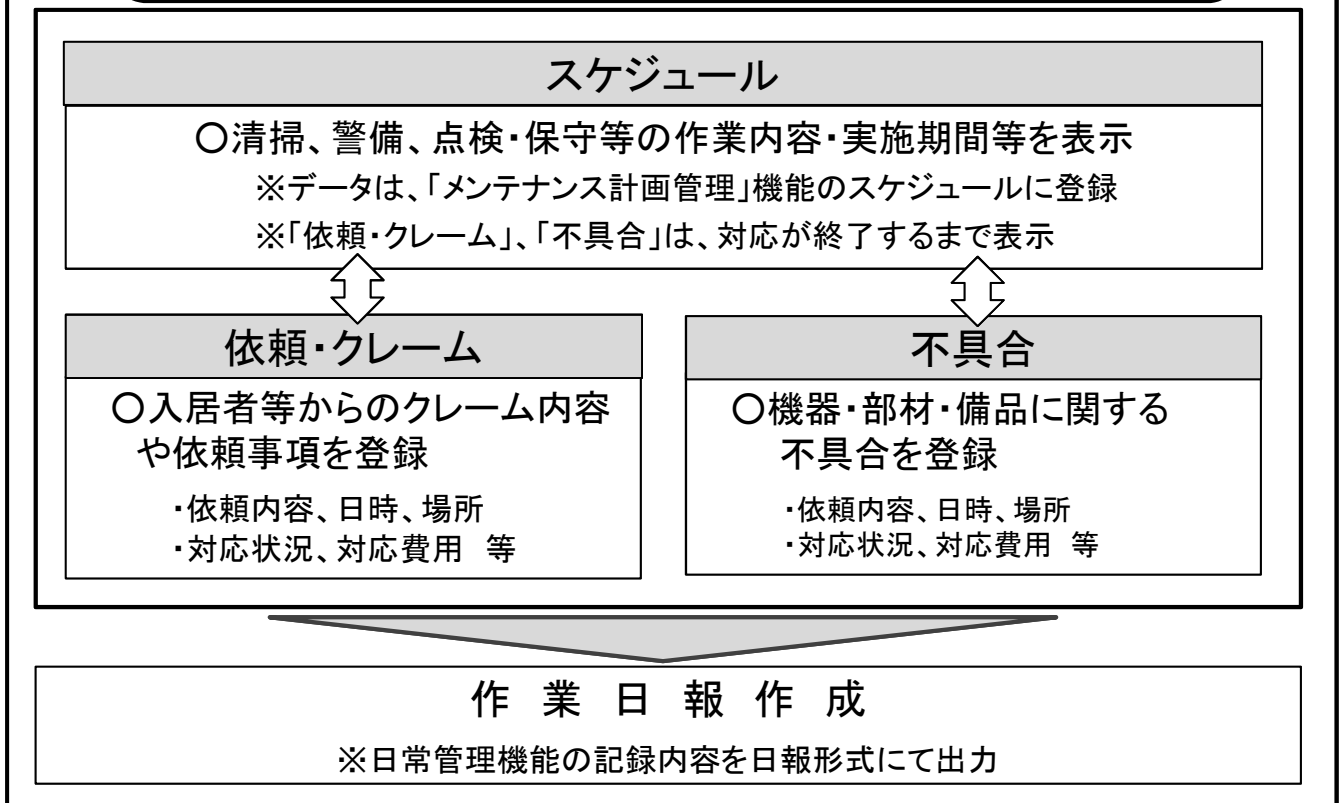 スケジュール
○清掃、警備、点検・保守等の作業内容・実施期間等を表示
※データは、「メンテナンス計画管理」機能のスケジュールに登録
※「依頼・クレーム」、「不具合」は、対応が終了するまで表示
依頼・クレーム
○入居者等からのクレーム内容
や依頼事項を登録
・依頼内容、日時、場所
・対応状況、対応費用　等
不具合
○機器・部材・備品に関する
不具合を登録
・依頼内容、日時、場所
・対応状況、対応費用　等
作　業　日　報　作　成
※日常管理機能の記録内容を日報形式にて出力